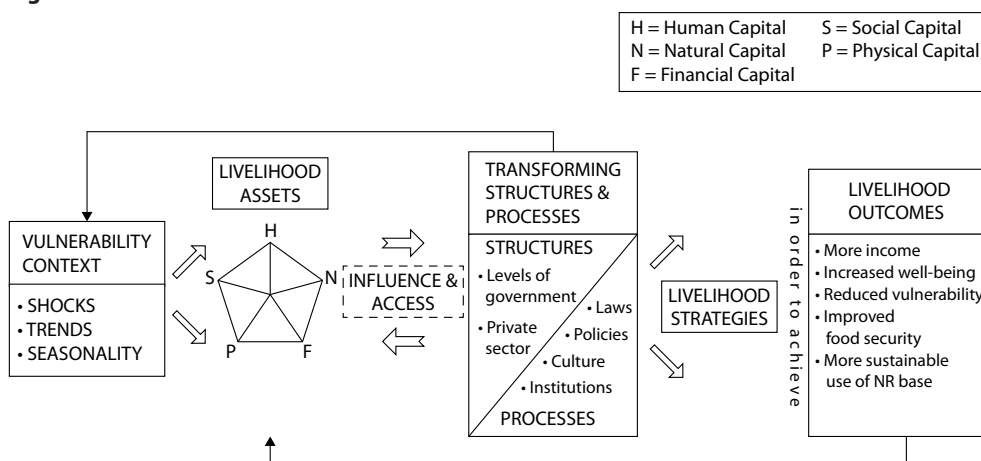 H = Human Capital S = Social Capital
N = Natural Capital P = Physical Capital
F = Financial Capital
VULNERABILITY
CONTEXT
• SHOCKS
• TRENDS
• SEASONALITY
LIVELIHOOD
ASSETS
H
S
N
P
F
INFLUENCE &
ACCESS
TRANSFORMING
STRUCTURES &
PROCESSES
STRUCTURES
• Levels of
government
• Private
sector
• Laws
• Policies
• Culture
• Institutions
PROCESSES
LIVELIHOOD
STRATEGIES
in order to achieve
LIVELIHOOD
OUTCOMES
• More income
• Increased well-being
• Reduced vulnerability
• Improved
food security
• More sustainable
use of NR base